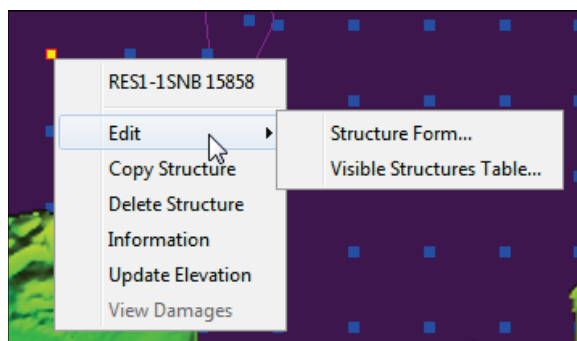 RES1-1SNB 15858
Edit
Structure Form...
Copy Structure
Visible Structures Table...
Delete Structure
Information
Update Elevation
View Damages